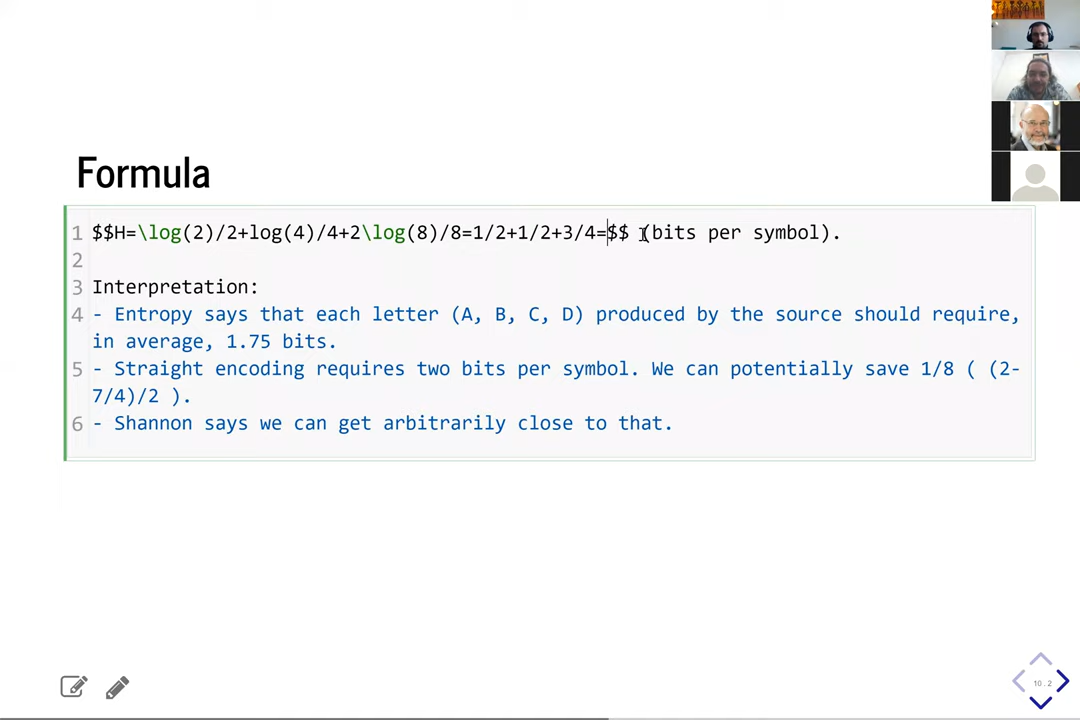 Formula
1 $$H=\log(2)/2+log(4)/4+2\log(8)/8=1/2+1/2+3/4=$$ (bits per symbol).
2
3 Interpretation:
4 - Entropy says that each letter (A, B, C, D) produced by the source should require,
in average, 1.75 bits.
5 - Straight encoding requires two bits per symbol. We can potentially save 1/8 ( (2-
7/4)/2 ).
6 - Shannon says we can get arbitrarily close to that.
10.2